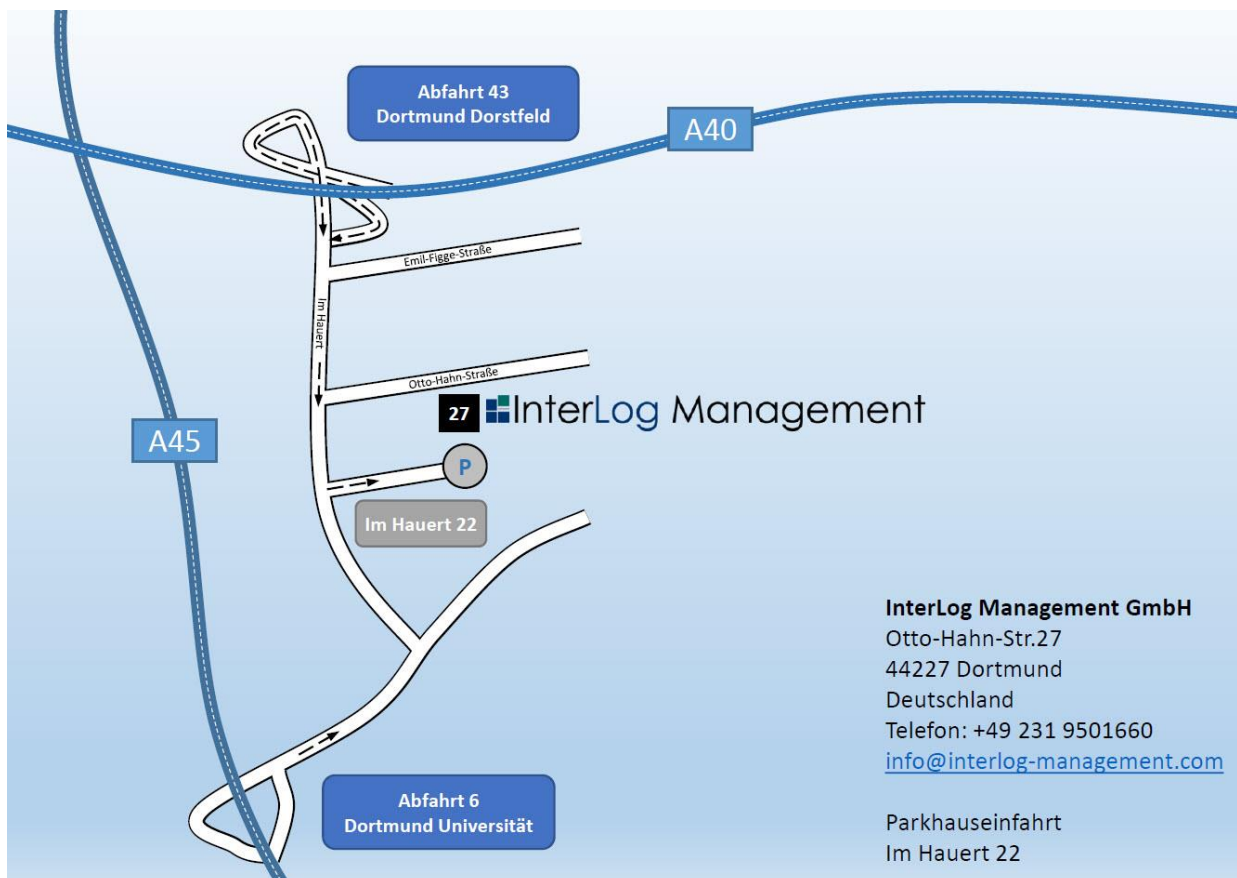 Abfahrt 43
Dortmund Dorstfeld
A40
Emil-Figge-Straße
Im Hauert
Otto-Hahn-Straße
27 InterLog Management
A45
P
Im Hauert 22
InterLog Management GmbH
Otto-Hahn-Str.27
44227 Dortmund
Deutschland
Telefon: +49 231 9501660
info@interlog-management.com
Abfahrt 6
Dortmund Universität
Parkhauseinfahrt
Im Hauert 22